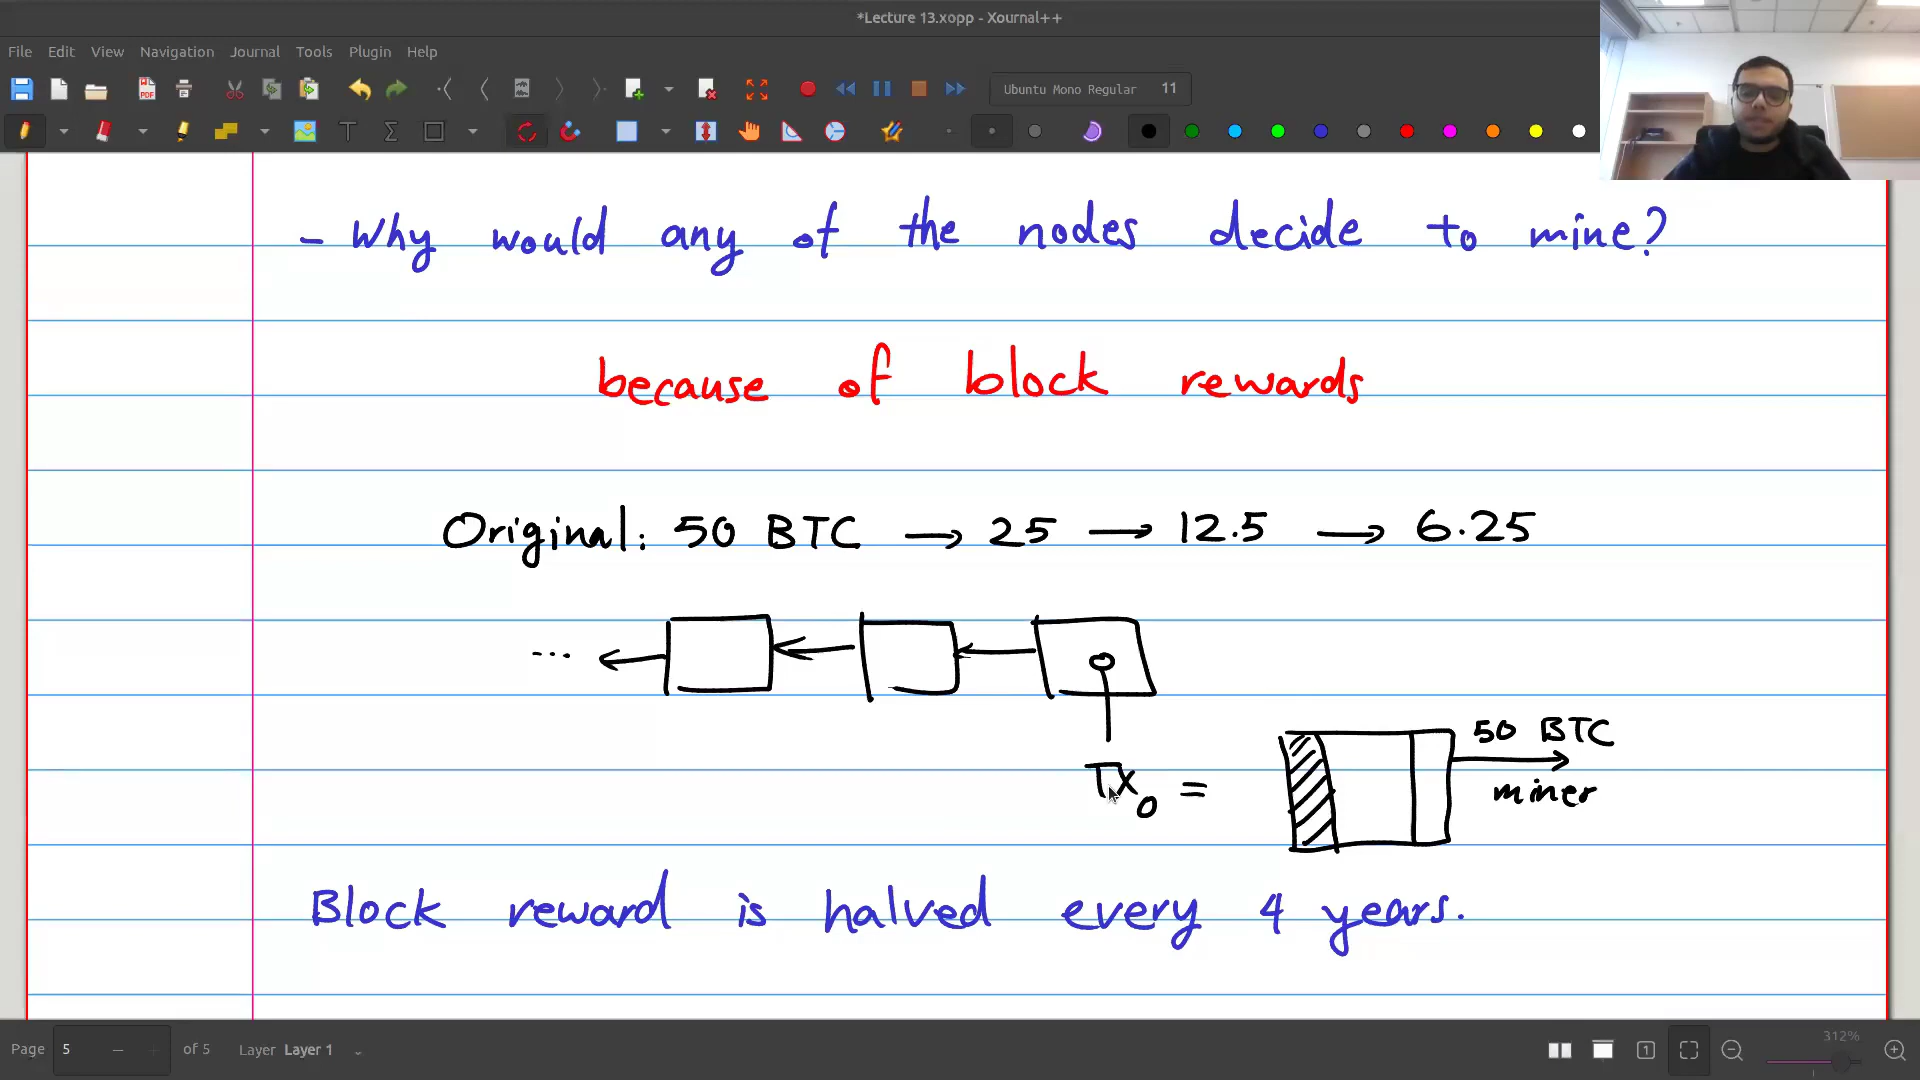 *Lecture 13.xopp - Xournal++
File Edit View Navigation Journal Tools Plugin Help
Ubuntu Mono Regular 11
- Why would any of the nodes decide to mine?
because of block rewards
Original: 50 BTC → 25 → 12.5 → 6.25
...
50 BTC
TX0 =
miner
Block reward is halved every 4 years.
Page 5 of 5 Layer Layer 1
312%